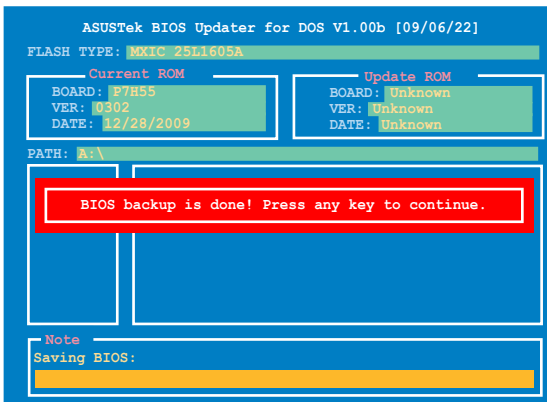 ASUSTek BIOS Updater for DOS V1.00b [09/06/22]
FLASH TYPE: MXIC 25L1605A
Current ROM
BOARD: P7H55
VER: 0302
DATE: 12/28/2009
Update ROM
BOARD: Unknown
VER: Unknown
DATE: Unknown
PATH: A:\
BIOS backup is done! Press any key to continue.
Note
Saving BIOS: